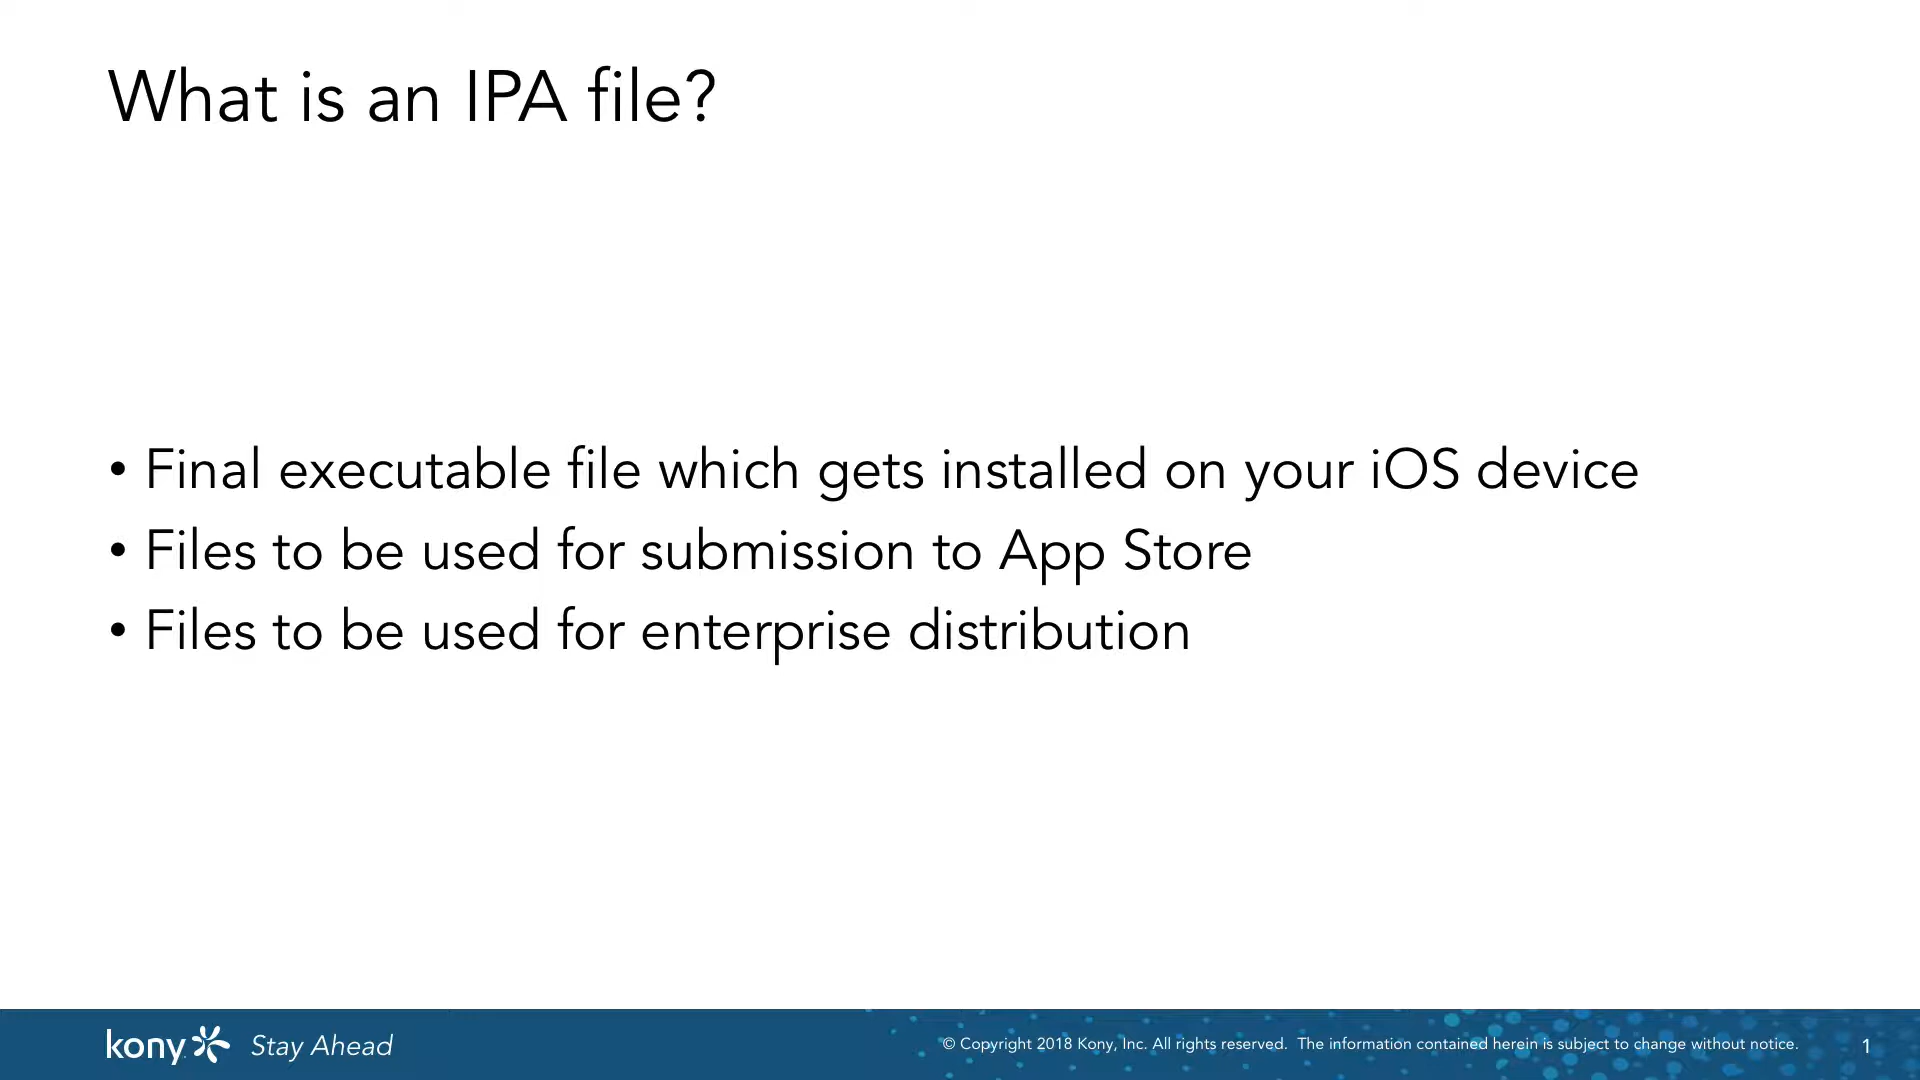 What is an IPA file?
• Final executable file which gets installed on your iOS device
• Files to be used for submission to App Store
• Files to be used for enterprise distribution
kony Stay Ahead
© Copyright 2018 Kony, Inc. All rights reserved. The information contained herein is subject to change without notice.
1